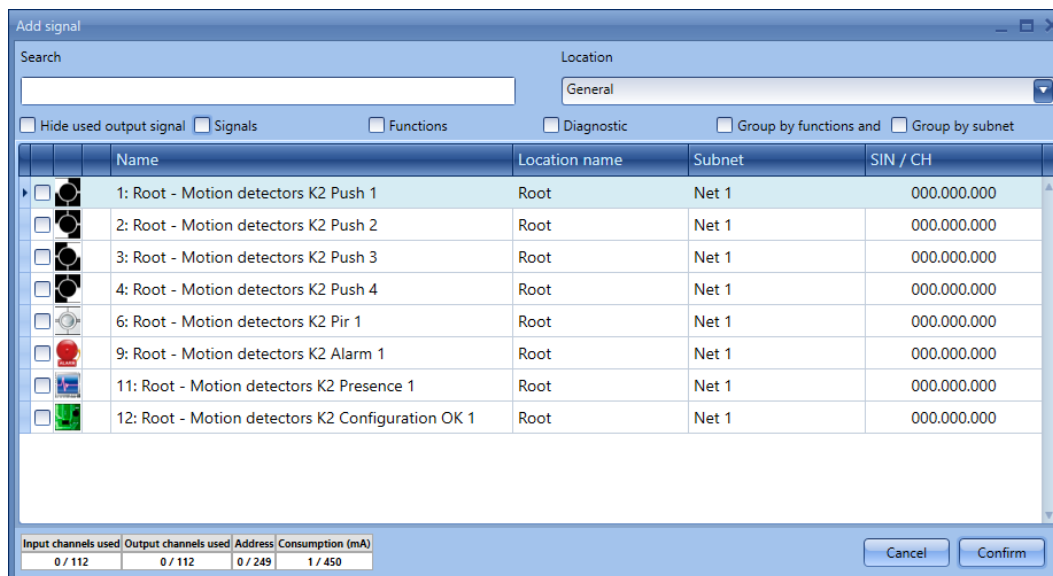 Add signal
Search Location
General
Hide used output signal Signals Functions Diagnostic Group by functions and Group by subnet
Name Location name Subnet SIN / CH
1: Root - Motion detectors K2 Push 1 Root Net 1 000.000.000
2: Root - Motion detectors K2 Push 2 Root Net 1 000.000.000
3: Root - Motion detectors K2 Push 3 Root Net 1 000.000.000
4: Root - Motion detectors K2 Push 4 Root Net 1 000.000.000
6: Root - Motion detectors K2 Pir 1 Root Net 1 000.000.000
9: Root - Motion detectors K2 Alarm 1 Root Net 1 000.000.000
11: Root - Motion detectors K2 Presence 1 Root Net 1 000.000.000
12: Root - Motion detectors K2 Configuration OK 1 Root Net 1 000.000.000
Input channels used Output channels used Address Consumption (mA)
0 / 112 0 / 112 0 / 249 1 / 450
Cancel Confirm